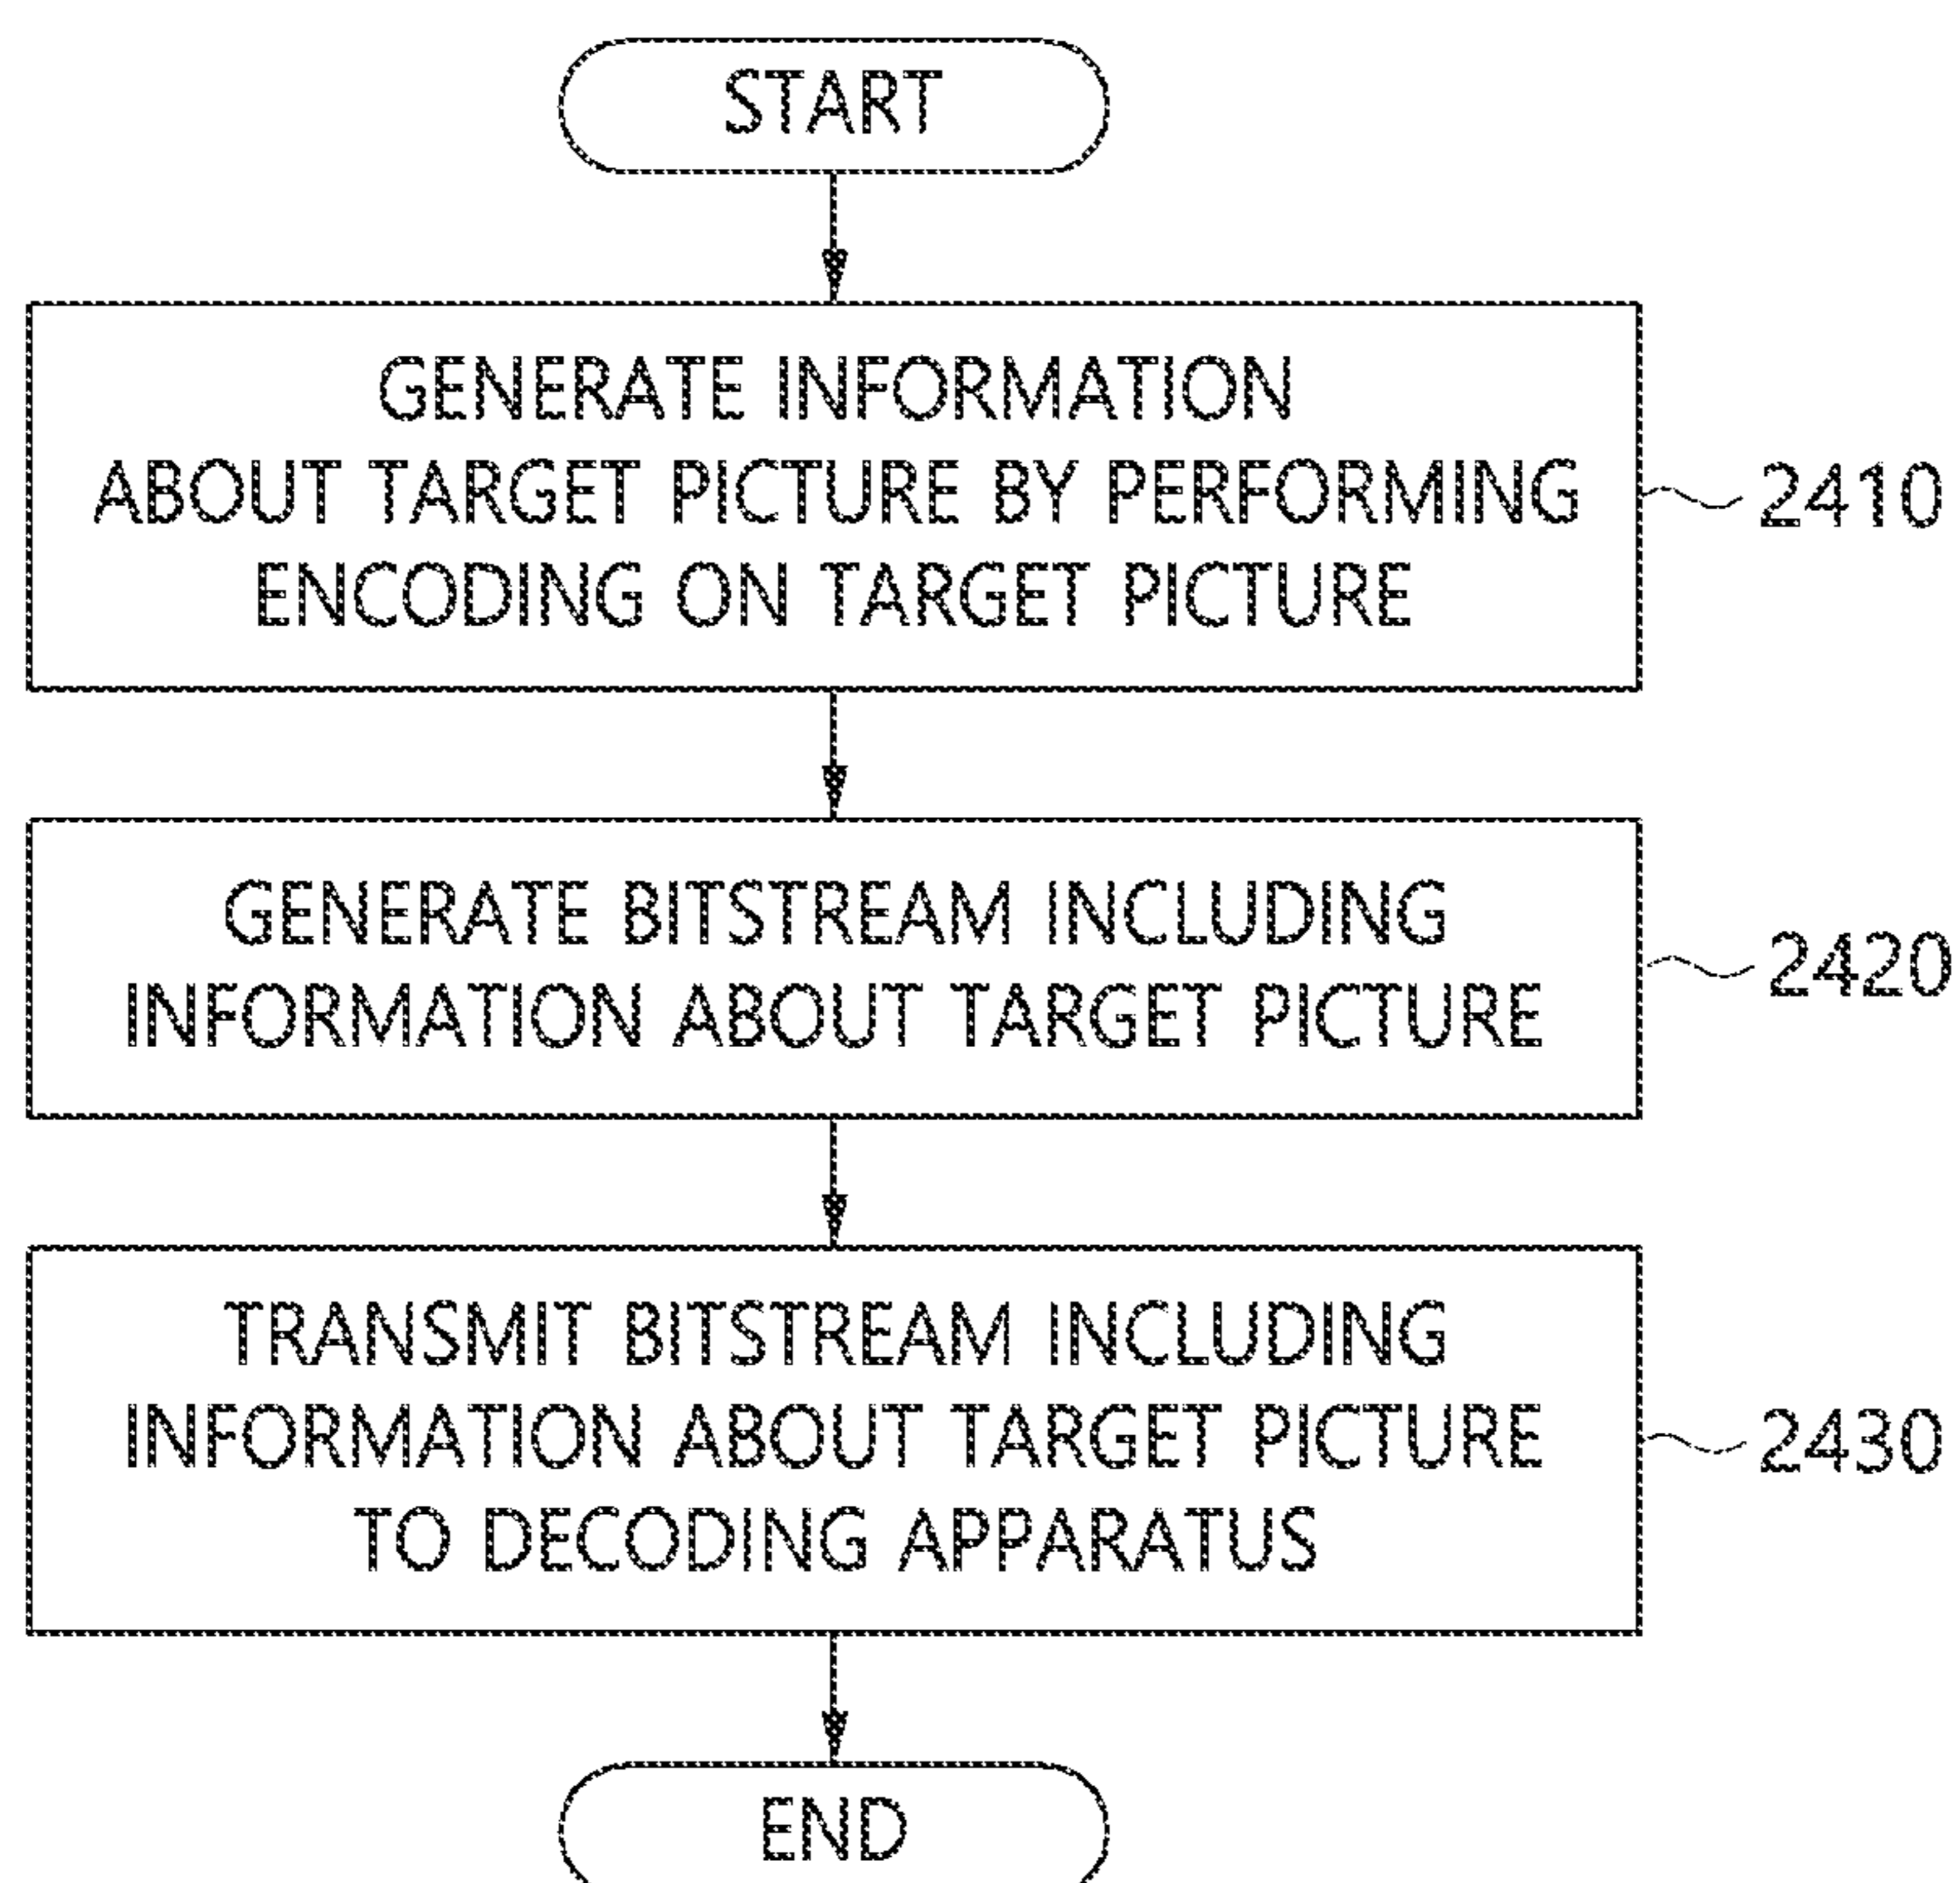 START
GENERATE INFORMATION
ABOUT TARGET PICTURE BY PERFORMING
ENCODING ON TARGET PICTURE
2410
GENERATE BITSTREAM INCLUDING
INFORMATION ABOUT TARGET PICTURE
2420
TRANSMIT BITSTREAM INCLUDING
INFORMATION ABOUT TARGET PICTURE
TO DECODING APPARATUS
2430
END